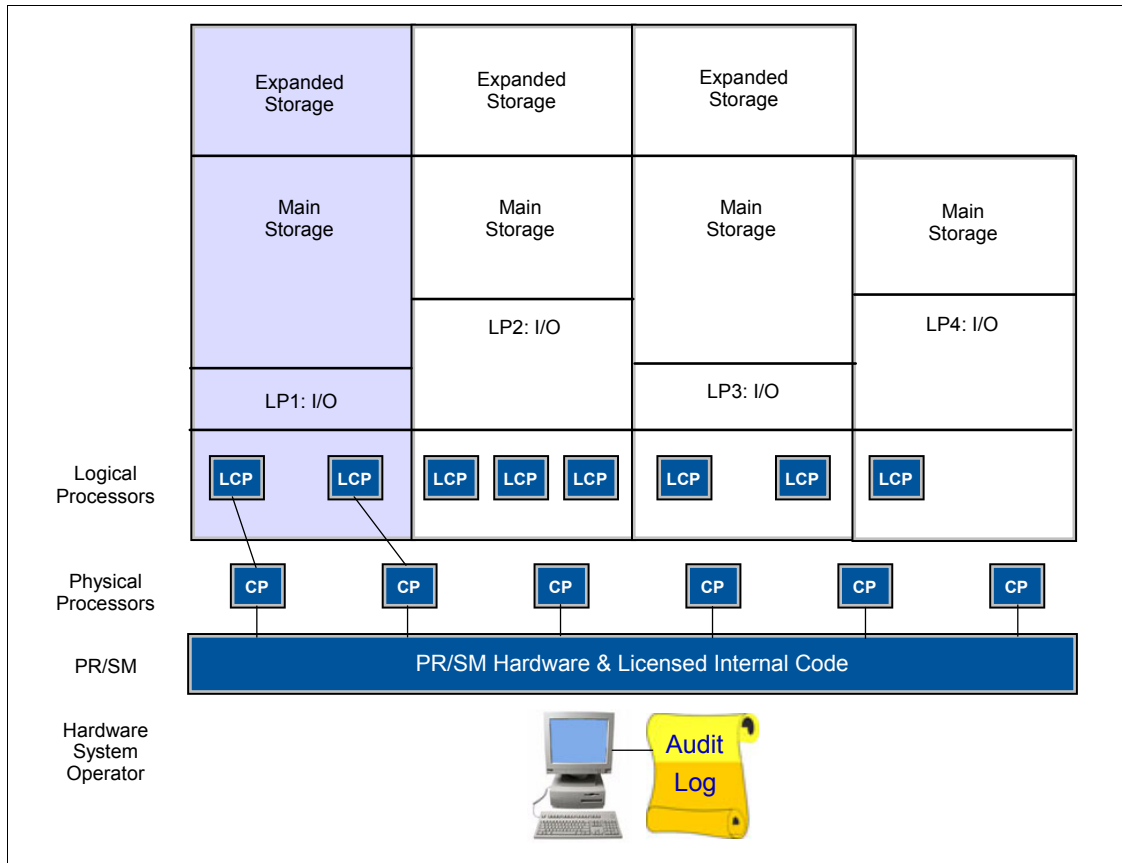 Expanded
Storage
Expanded
Storage
Expanded
Storage
Main
Storage
Main
Storage
Main
Storage
Main
Storage
LP1: I/O
LP2: I/O
LP3: I/O
LP4: I/O
Logical
Processors
LCP
LCP
LCP
LCP
LCP
LCP
LCP
LCP
Physical
Processors
CP
CP
CP
CP
CP
CP
PR/SM
PR/SM Hardware & Licensed Internal Code
Hardware
System
Operator
Audit
Log